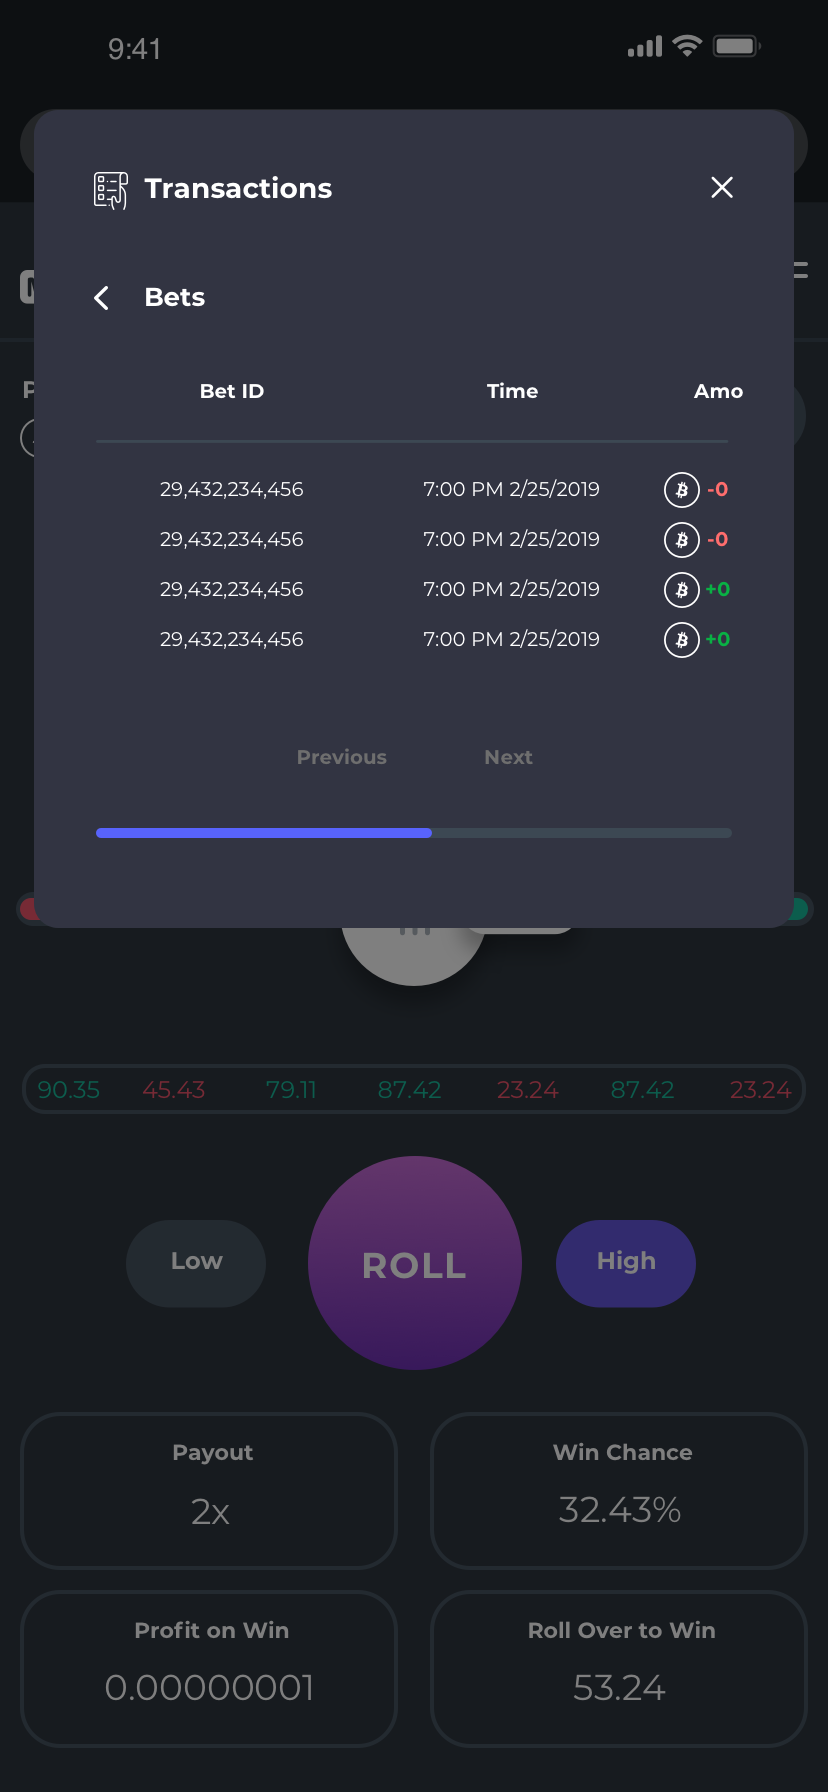 9:41
Transactions
Bets
Bet ID Time Amo
29,432,234,456 7:00 PM 2/25/2019 -0
29,432,234,456 7:00 PM 2/25/2019 -0
29,432,234,456 7:00 PM 2/25/2019 +0
29,432,234,456 7:00 PM 2/25/2019 +0
Previous Next
90.35 45.43 79.11 87.42 23.24 87.42 23.24
Low ROLL High
Payout Win Chance
2x 32.43%
Profit on Win Roll Over to Win
0.00000001 53.24